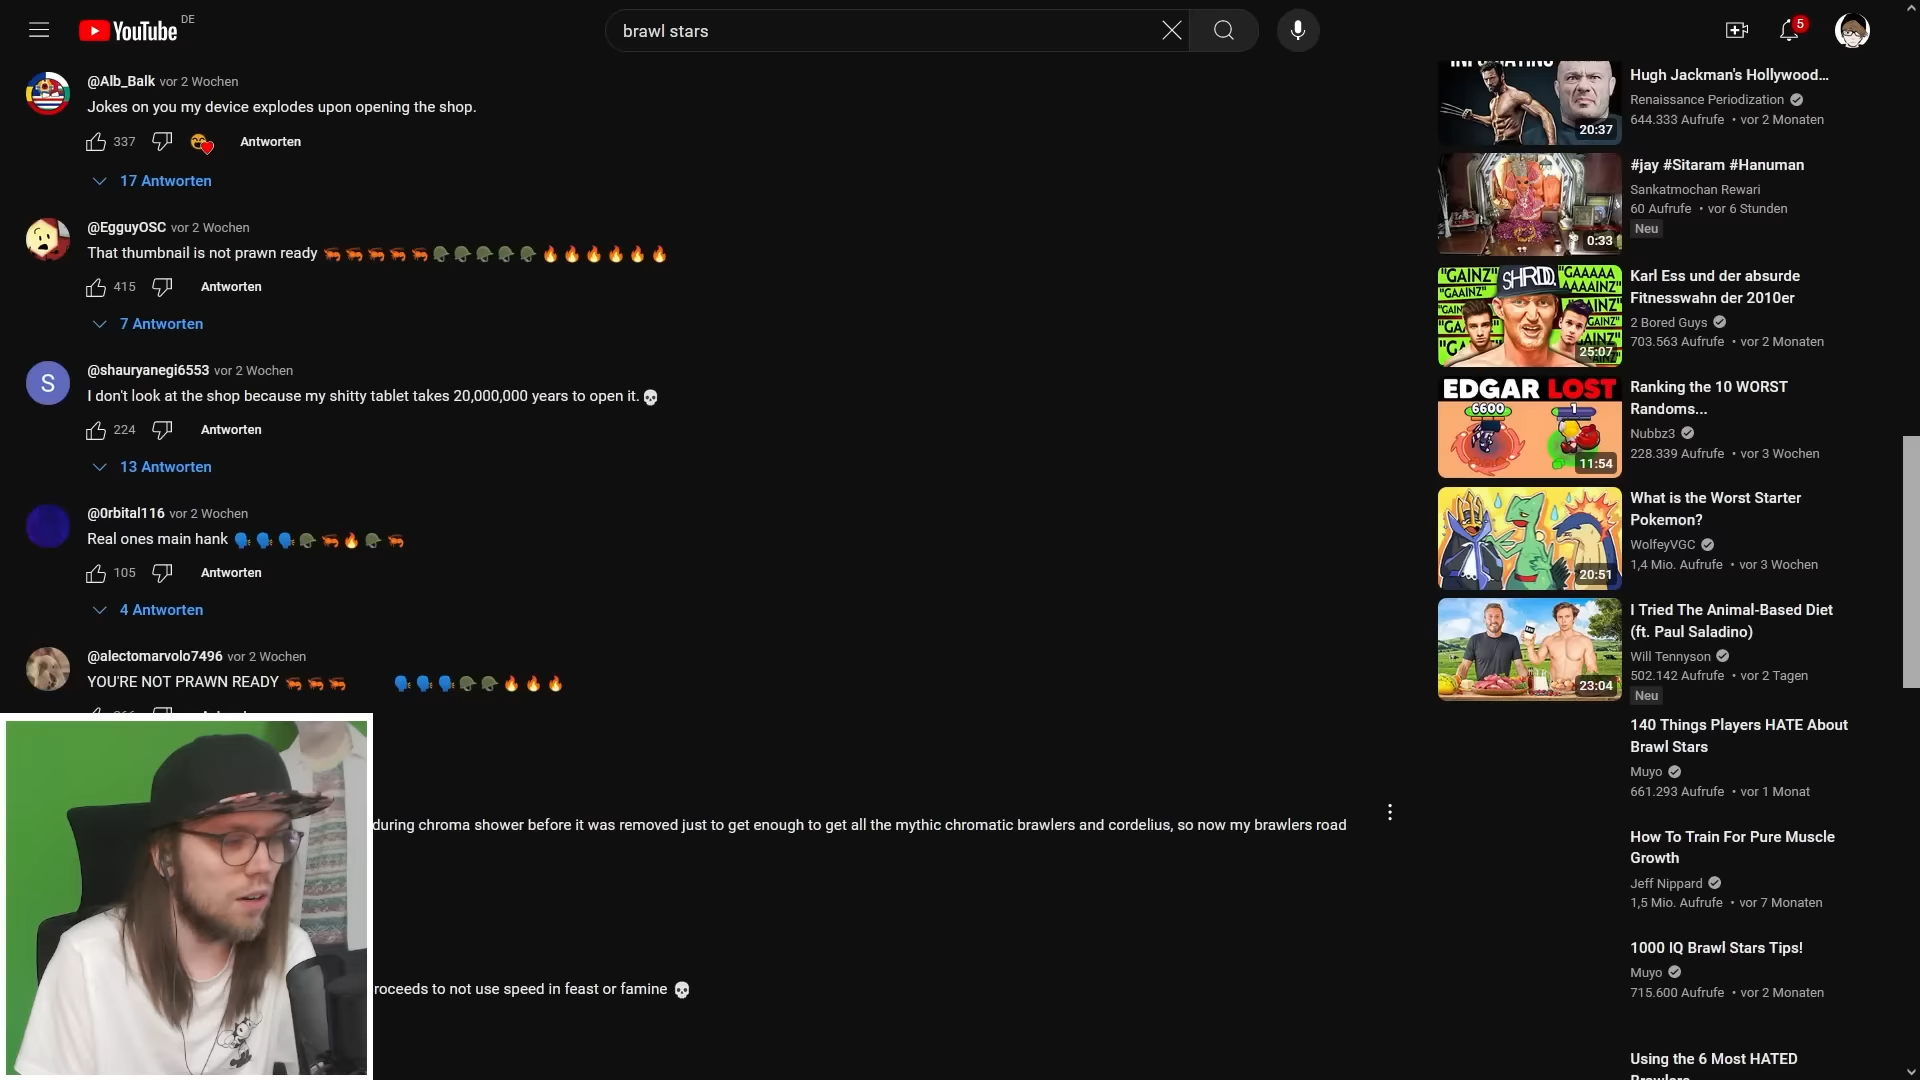 YouTube DE
brawl stars
5
@Alb_Balk vor 2 Wochen
Jokes on you my device explodes upon opening the shop.
337 Antworten
17 Antworten
@EgguyOSC vor 2 Wochen
That thumbnail is not prawn ready 🦐🦐🦐🦐🦐🪖🪖🪖🪖🪖🔥🔥🔥🔥🔥🔥
415 Antworten
7 Antworten
S
@shauryanegi6553 vor 2 Wochen
I don't look at the shop because my shitty tablet takes 20,000,000 years to open it.💀
224 Antworten
13 Antworten
@0rbital116 vor 2 Wochen
Real ones main hank 🗣️🗣️🗣️🪖🦐🔥🪖🦐
105 Antworten
4 Antworten
@alectomarvolo7496 vor 2 Wochen
YOU'RE NOT PRAWN READY 🦐🦐🦐 🗣️🗣️🗣️🪖🪖🔥🔥🔥
during chroma shower before it was removed just to get enough to get all the mythic chromatic brawlers and cordelius, so now my brawlers road
roceeds to not use speed in feast or famine 💀
20:37
Hugh Jackman's Hollywood...
Renaissance Periodization
644.333 Aufrufe • vor 2 Monaten
0:33
#jay #Sitaram #Hanuman
Sankatmochan Rewari
60 Aufrufe • vor 6 Stunden
Neu
"GAINZ"
"GAAINZ"
SHRDD.
"GAAAAA
AAAAINZ"
25:07
Karl Ess und der absurde
Fitnesswahn der 2010er
2 Bored Guys
703.563 Aufrufe • vor 2 Monaten
EDGAR LOST
6600
1
11:54
Ranking the 10 WORST
Randoms...
Nubbz3
228.339 Aufrufe • vor 3 Wochen
20:51
What is the Worst Starter
Pokemon?
WolfeyVGC
1,4 Mio. Aufrufe • vor 3 Wochen
23:04
I Tried The Animal-Based Diet
(ft. Paul Saladino)
Will Tennyson
502.142 Aufrufe • vor 2 Tagen
Neu
140 Things Players HATE About
Brawl Stars
Muyo
661.293 Aufrufe • vor 1 Monat
How To Train For Pure Muscle
Growth
Jeff Nippard
1,5 Mio. Aufrufe • vor 7 Monaten
1000 IQ Brawl Stars Tips!
Muyo
715.600 Aufrufe • vor 2 Monaten
Using the 6 Most HATED